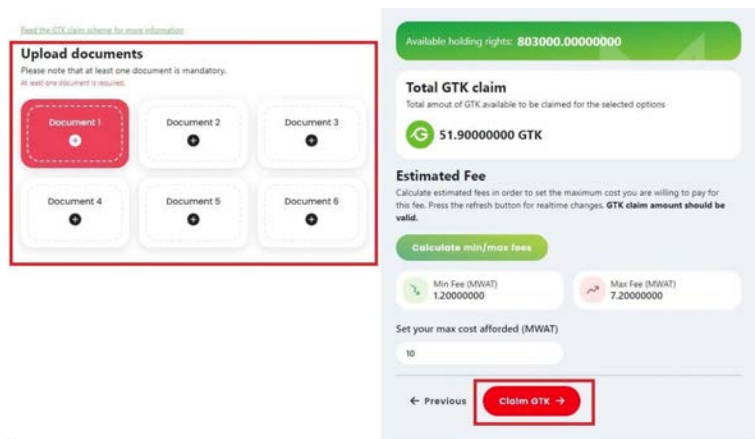 Read the GTK claim scheme for more information
Upload documents
Please note that at least one document is mandatory.
At least one document is required.
Document 1
Document 2
Document 3
Document 4
Document 5
Document 6
Available holding rights: 803000.00000000
Total GTK claim
Total amout of GTK available to be claimed for the selected options
51.90000000 GTK
Estimated Fee
Calculate estimated fees in order to set the maximum cost you are willing to pay for
this fee. Press the refresh button for realtime changes. GTK claim amount should be
valid.
Calculate min/max fees
Min Fee (MWAT)
1.20000000
Max Fee (MWAT)
7.20000000
Set your max cost afforded (MWAT)
10
← Previous
Claim GTK →